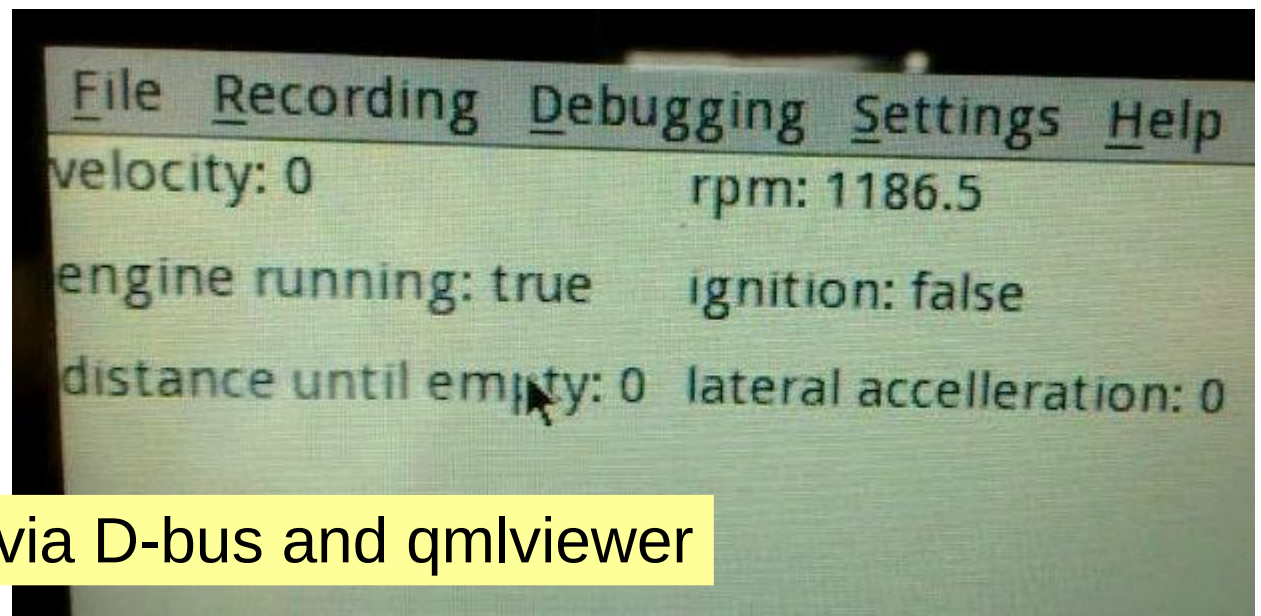 File Recording Debugging Settings Help
velocity: 0 rpm: 1186.5
engine running: true ignition: false
distance until empty: 0 lateral accelleration: 0
via D-bus and qmlviewer